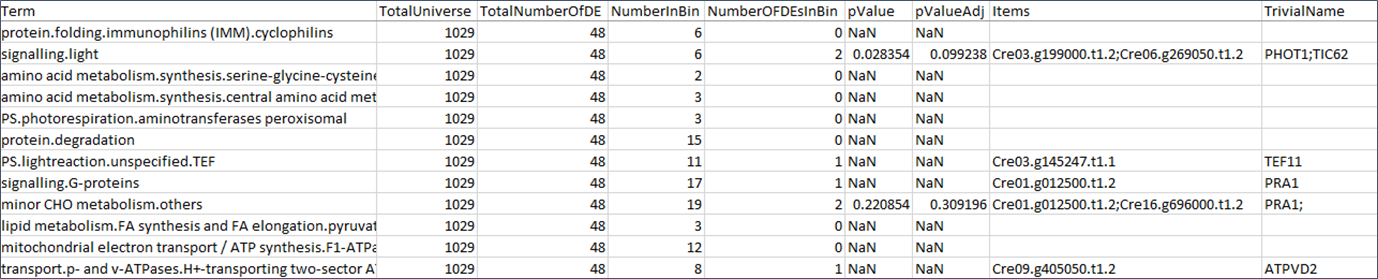 Term TotalUniverse TotalNumberOfDE NumberInBin NumberOFDEsInBin pValue pValueAdj Items TrivialName
protein.folding.immunophilins (IMM).cyclophilins 1029 48 6 0 NaN NaN
signalling.light 1029 48 6 2 0.028354 0.099238 Cre03.g199000.t1.2;Cre06.g269050.t1.2 PHOT1;TIC62
amino acid metabolism.synthesis.serine-glycine-cysteine 1029 48 2 0 NaN NaN
amino acid metabolism.synthesis.central amino acid met 1029 48 3 0 NaN NaN
PS.photorespiration.aminotransferases peroxisomal 1029 48 3 0 NaN NaN
protein.degradation 1029 48 15 0 NaN NaN
PS.lightreaction.unspecified.TEF 1029 48 11 1 NaN NaN Cre03.g145247.t1.1 TEF11
signalling.G-proteins 1029 48 17 1 NaN NaN Cre01.g012500.t1.2 PRA1
minor CHO metabolism.others 1029 48 19 2 0.220854 0.309196 Cre01.g012500.t1.2;Cre16.g696000.t1.2 PRA1;
lipid metabolism.FA synthesis and FA elongation.pyruvat 1029 48 3 0 NaN NaN
mitochondrial electron transport / ATP synthesis.F1-ATPa 1029 48 12 0 NaN NaN
transport.p- and v-ATPases.H+-transporting two-sector AT 1029 48 8 1 NaN NaN Cre09.g405050.t1.2 ATPVD2